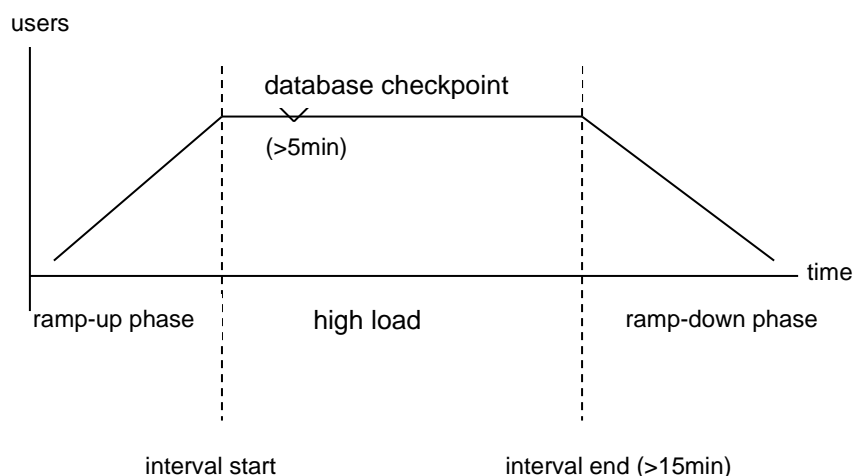 users
database checkpoint
(>5min)
time
ramp-up phase
high load
ramp-down phase
interval start
interval end (>15min)